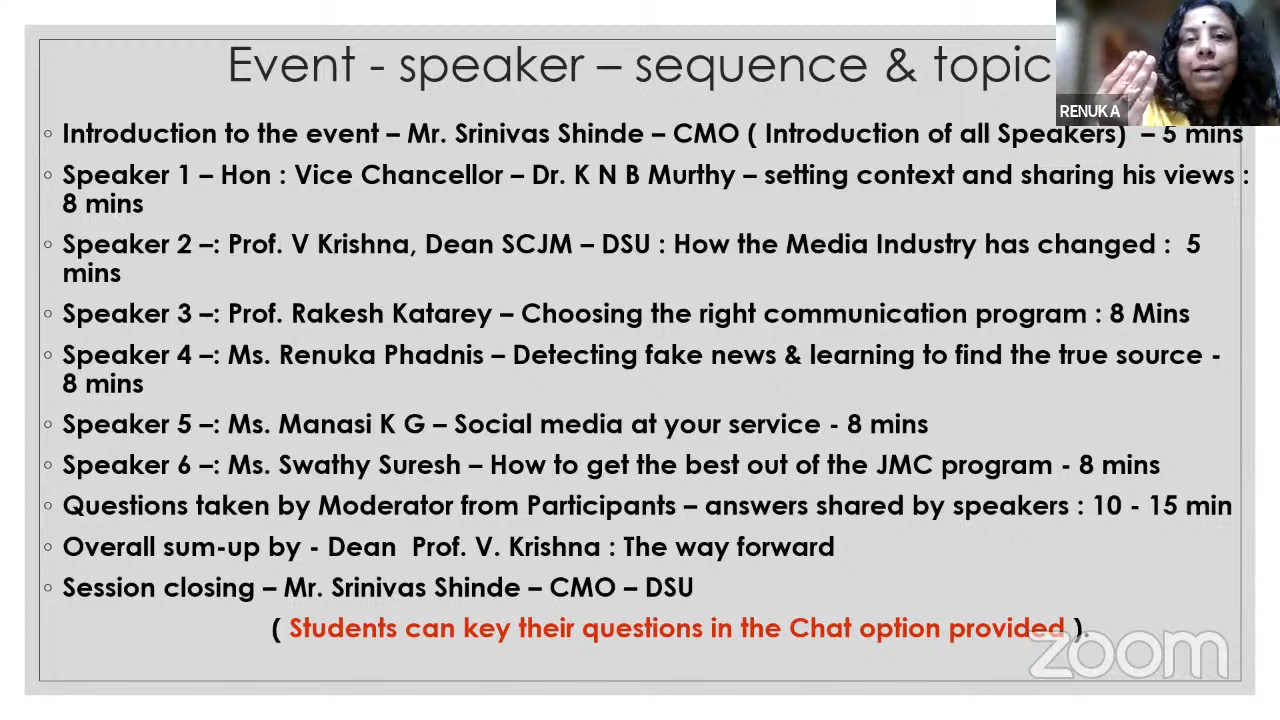 Event - speaker – sequence & topic
RENUKA
◦ Introduction to the event – Mr. Srinivas Shinde – CMO ( Introduction of all Speakers) – 5 mins
◦ Speaker 1 – Hon : Vice Chancellor – Dr. K N B Murthy – setting context and sharing his views :
8 mins
◦ Speaker 2 –: Prof. V Krishna, Dean SCJM – DSU : How the Media Industry has changed : 5
mins
◦ Speaker 3 –: Prof. Rakesh Katarey – Choosing the right communication program : 8 Mins
◦ Speaker 4 –: Ms. Renuka Phadnis – Detecting fake news & learning to find the true source -
8 mins
◦ Speaker 5 –: Ms. Manasi K G – Social media at your service - 8 mins
◦ Speaker 6 –: Ms. Swathy Suresh – How to get the best out of the JMC program - 8 mins
◦ Questions taken by Moderator from Participants – answers shared by speakers : 10 - 15 min
◦ Overall sum-up by - Dean Prof. V. Krishna : The way forward
◦ Session closing – Mr. Srinivas Shinde – CMO – DSU
( Students can key their questions in the Chat option provided ).
zoom